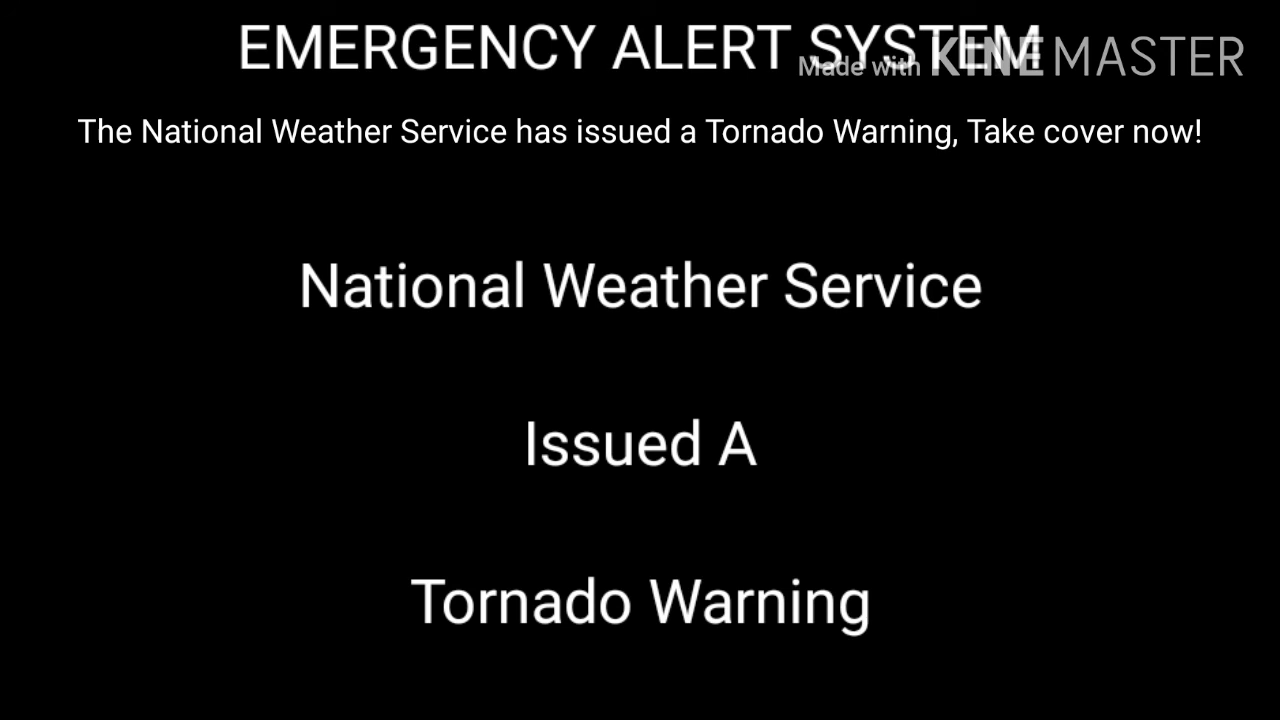 EMERGENCY ALERT SYSTEM
Made with KINEMASTER
The National Weather Service has issued a Tornado Warning, Take cover now!
National Weather Service
Issued A
Tornado Warning